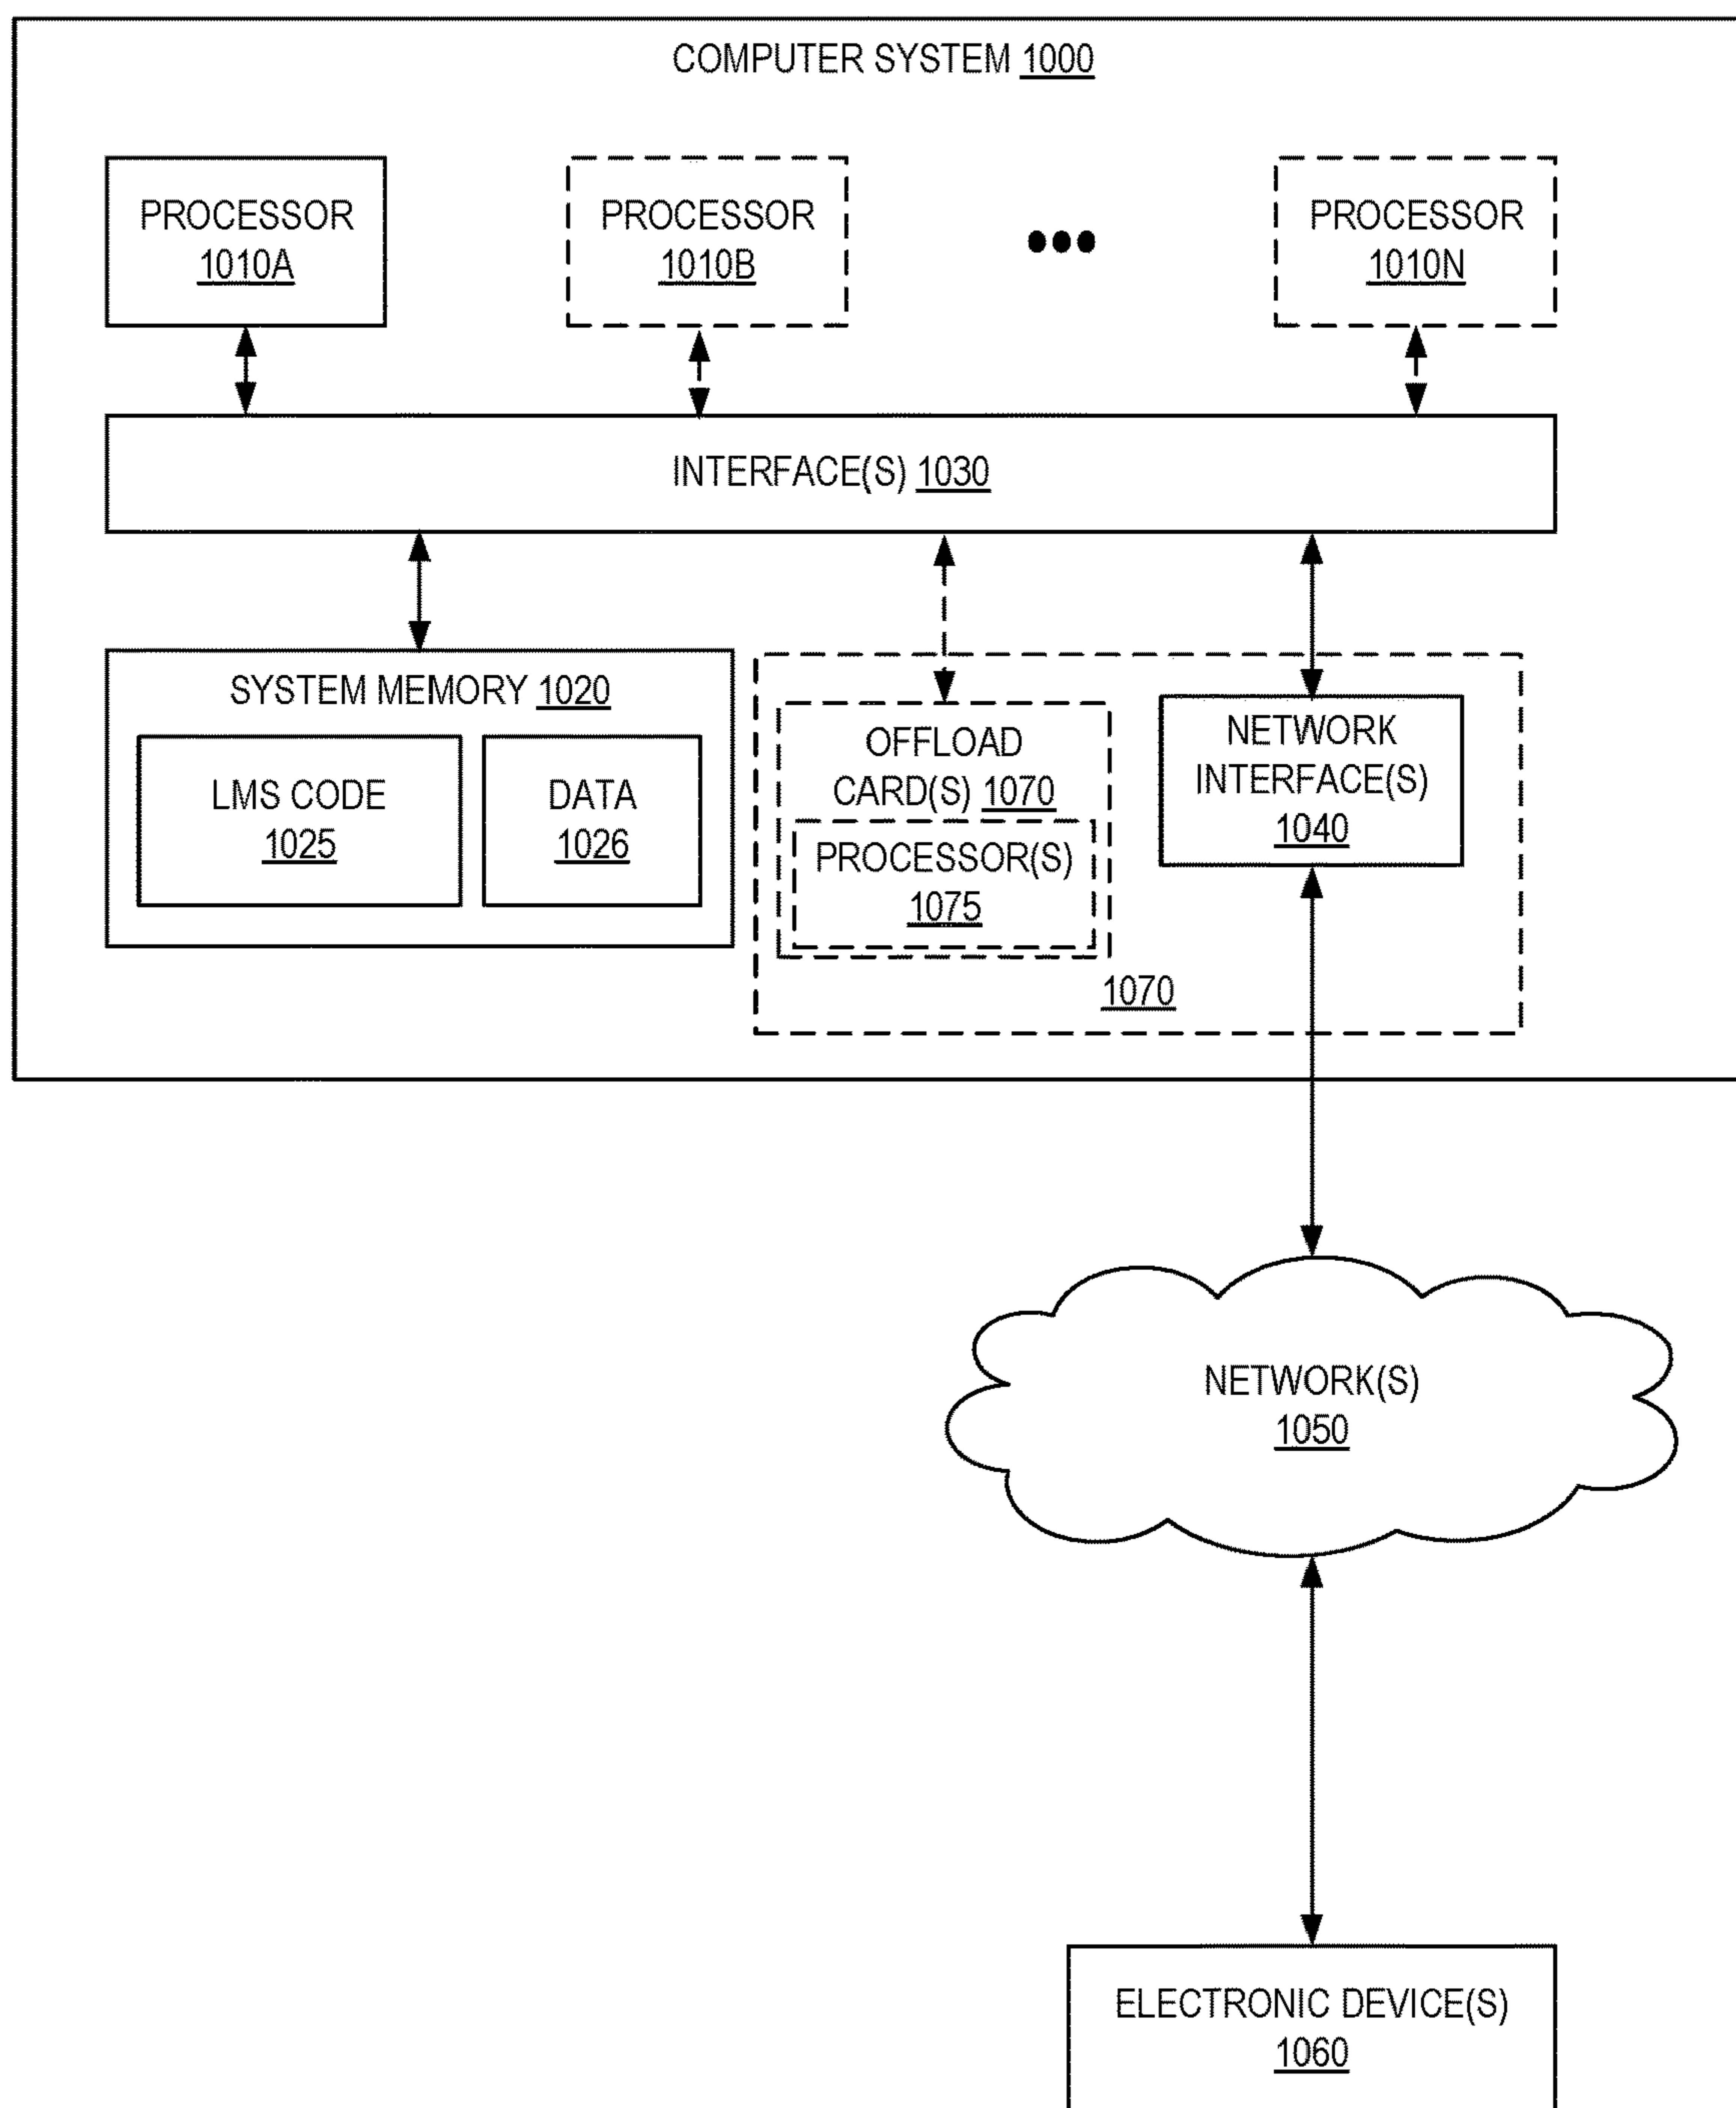 COMPUTER SYSTEM 1000
PROCESSOR
1010A
PROCESSOR
1010B
PROCESSOR
1010N
INTERFACE(S) 1030
SYSTEM MEMORY 1020
LMS CODE
1025
DATA
1026
OFFLOAD
CARD(S) 1070
PROCESSOR(S)
1075
NETWORK
INTERFACE(S)
1040
1070
NETWORK(S)
1050
ELECTRONIC DEVICE(S)
1060